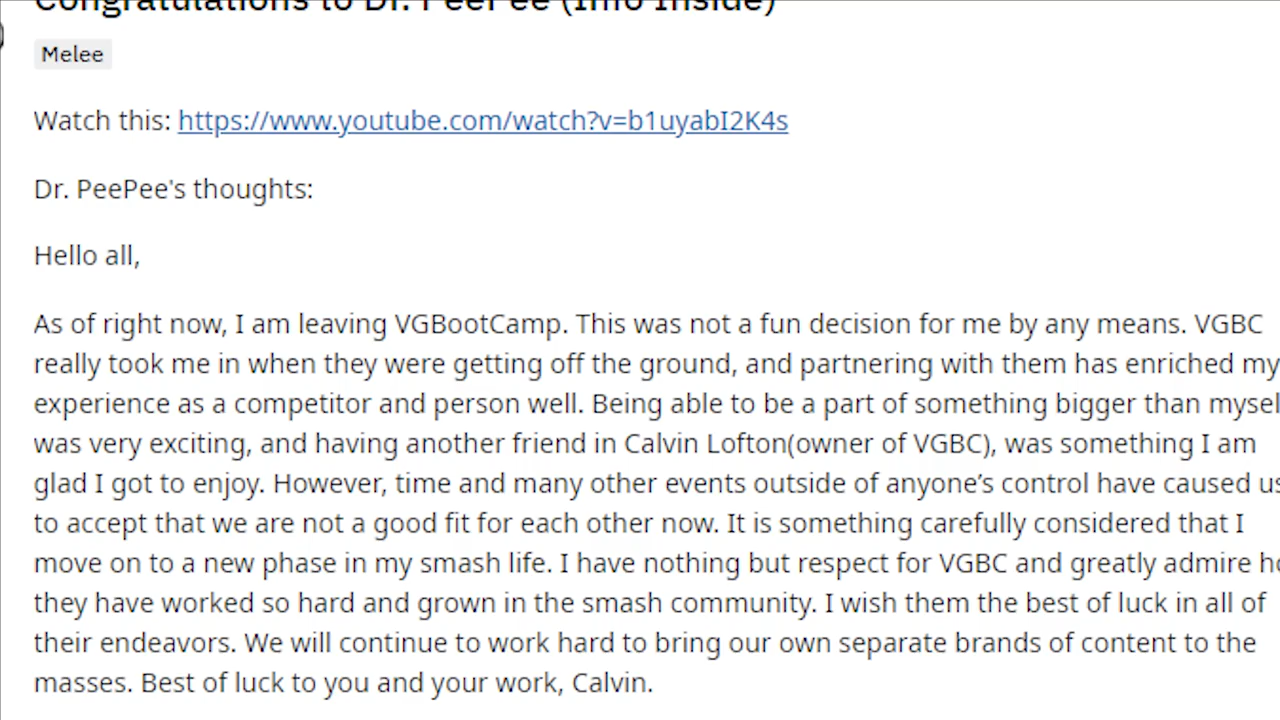 Congratulations to Dr. PeePee (Info Inside)
Melee
Watch this: https://www.youtube.com/watch?v=b1uyabI2K4s
Dr. PeePee's thoughts:
Hello all,
As of right now, I am leaving VGBootCamp. This was not a fun decision for me by any means. VGBC
really took me in when they were getting off the ground, and partnering with them has enriched my
experience as a competitor and person well. Being able to be a part of something bigger than mysel
was very exciting, and having another friend in Calvin Lofton(owner of VGBC), was something I am
glad I got to enjoy. However, time and many other events outside of anyone’s control have caused us
to accept that we are not a good fit for each other now. It is something carefully considered that I
move on to a new phase in my smash life. I have nothing but respect for VGBC and greatly admire ho
they have worked so hard and grown in the smash community. I wish them the best of luck in all of
their endeavors. We will continue to work hard to bring our own separate brands of content to the
masses. Best of luck to you and your work, Calvin.